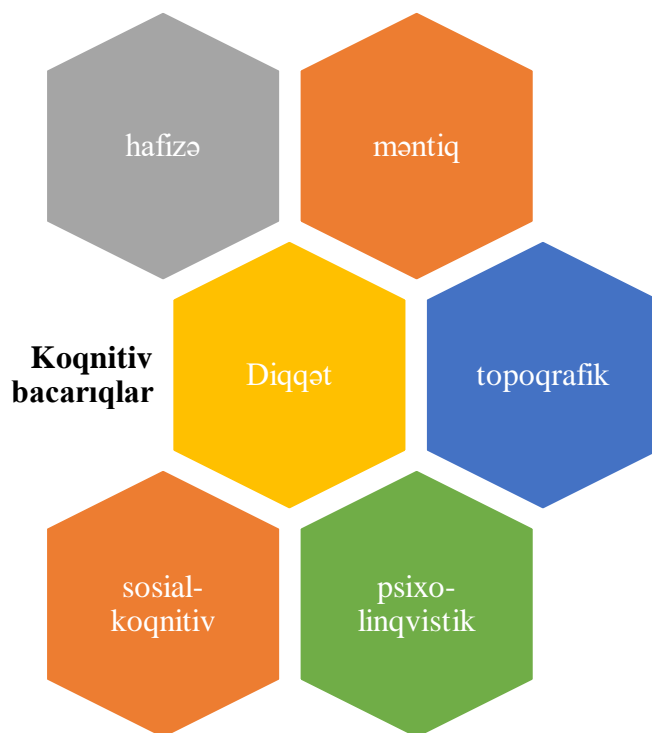 hafizə
məntiq
Koqnitiv
bacarıqlar
Diqqət
topoqrafik
sosial-
koqnitiv
psixo-
linqvistik